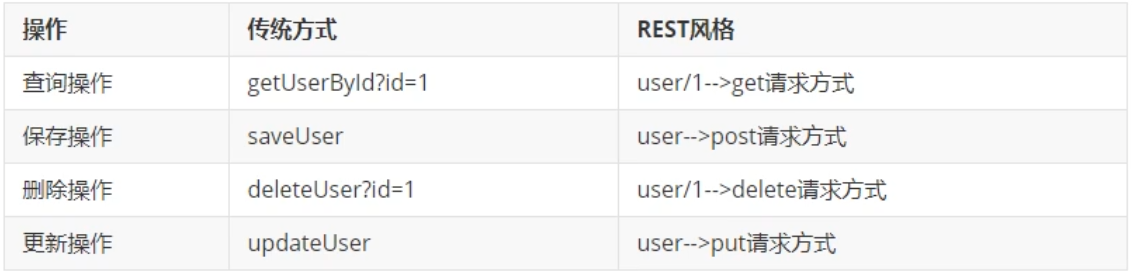 操作 传统方式 REST风格
查询操作 getUserById?id=1 user/1-->get请求方式
保存操作 saveUser user-->post请求方式
删除操作 deleteUser?id=1 user/1-->delete请求方式
更新操作 updateUser user-->put请求方式